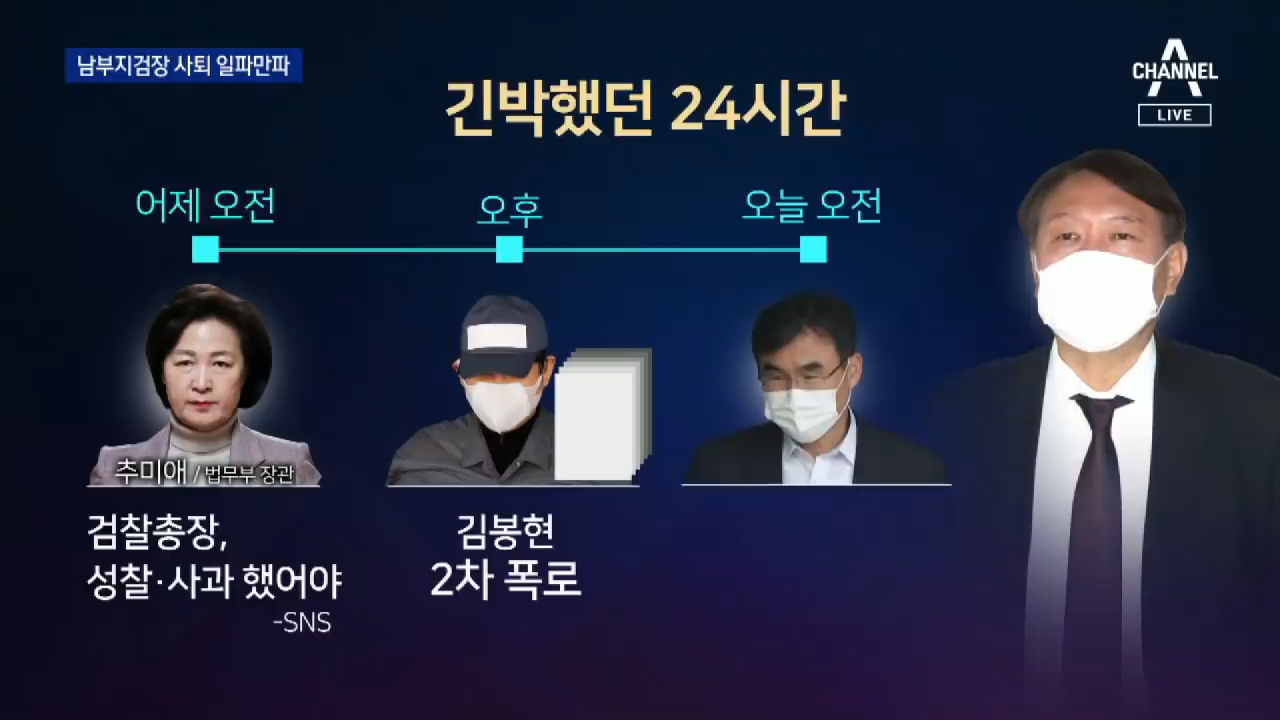 남부지검장 사퇴 일파만파
CHANNEL A
LIVE
긴박했던 24시간
어제 오전
오후
오늘 오전
추미애 / 법무부 장관
검찰총장,
성찰·사과 했어야
-SNS
김봉현
2차 폭로